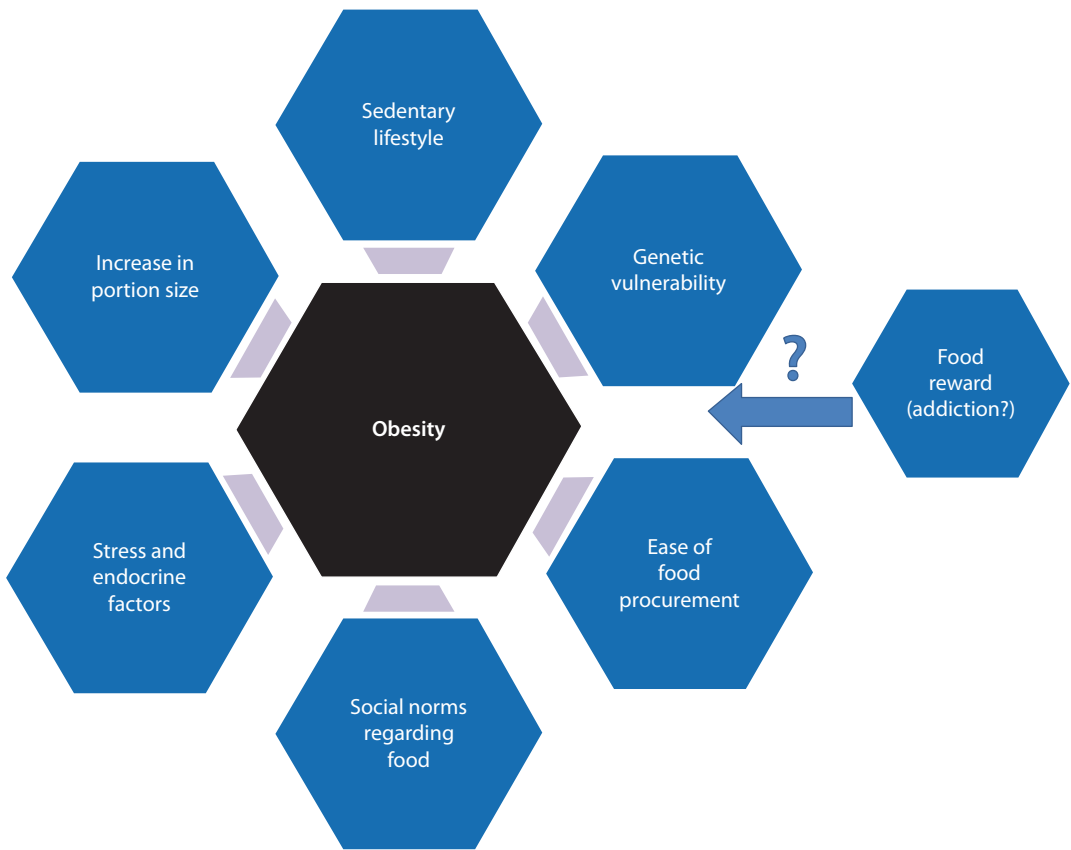 Sedentary
lifestyle
Increase in
portion size
Genetic
vulnerability
?
Food
reward
(addiction?)
Obesity
Stress and
endocrine
factors
Ease of
food
procurement
Social norms
regarding
food